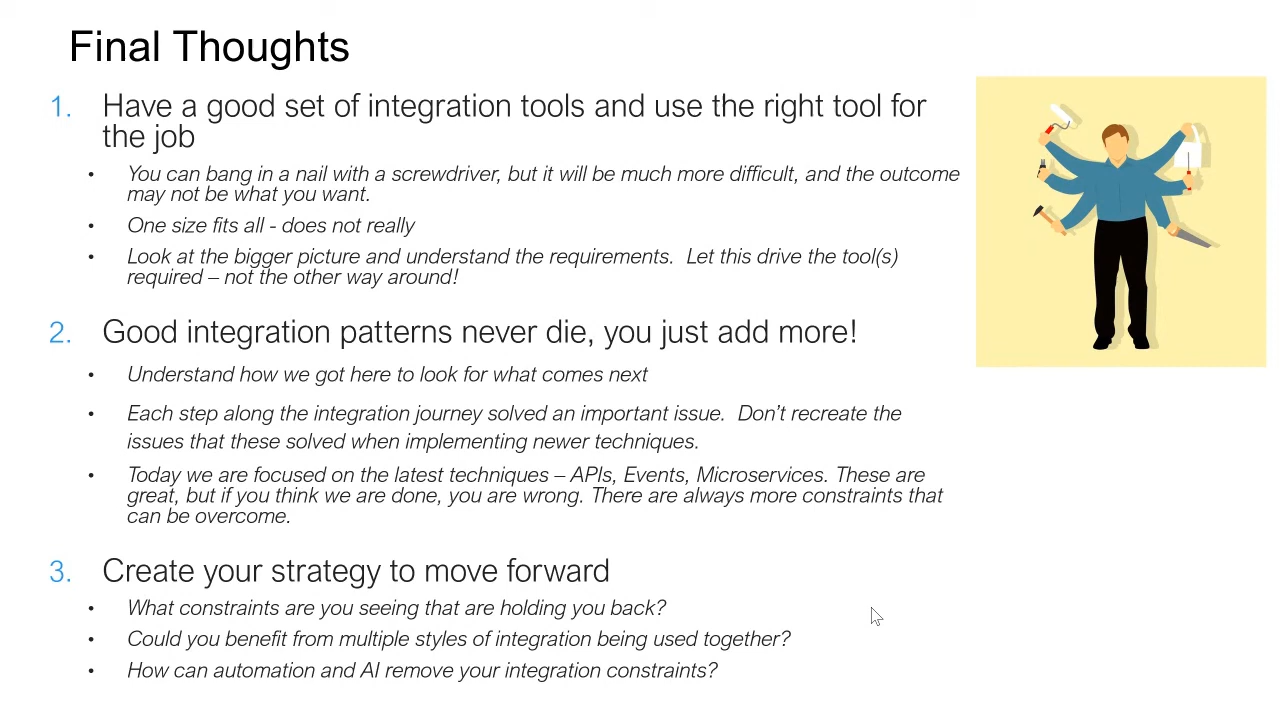 Final Thoughts
1. Have a good set of integration tools and use the right tool for
the job
• You can bang in a nail with a screwdriver, but it will be much more difficult, and the outcome
may not be what you want.
• One size fits all - does not really
• Look at the bigger picture and understand the requirements.  Let this drive the tool(s)
required – not the other way around!
2. Good integration patterns never die, you just add more!
• Understand how we got here to look for what comes next
• Each step along the integration journey solved an important issue.  Don’t recreate the
issues that these solved when implementing newer techniques.
• Today we are focused on the latest techniques – APIs, Events, Microservices. These are
great, but if you think we are done, you are wrong. There are always more constraints that
can be overcome.
3. Create your strategy to move forward
• What constraints are you seeing that are holding you back?
• Could you benefit from multiple styles of integration being used together?
• How can automation and AI remove your integration constraints?